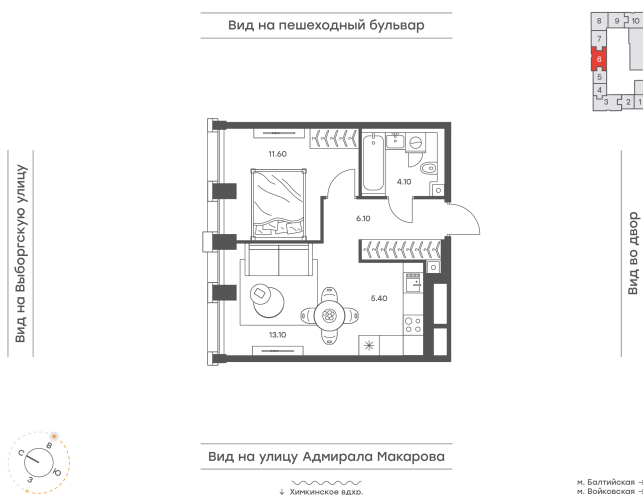 Вид на пешеходный бульвар
8 9 10
7
6
5
4
3 2 1
11.60
4.10
6.10
5.40
13.10
Вид на Выборгскую улицу
Вид во двор
Вид на улицу Адмирала Макарова
↓ Химкинское вдхр.
С В Ю З
м. Балтийская
м. Войковская